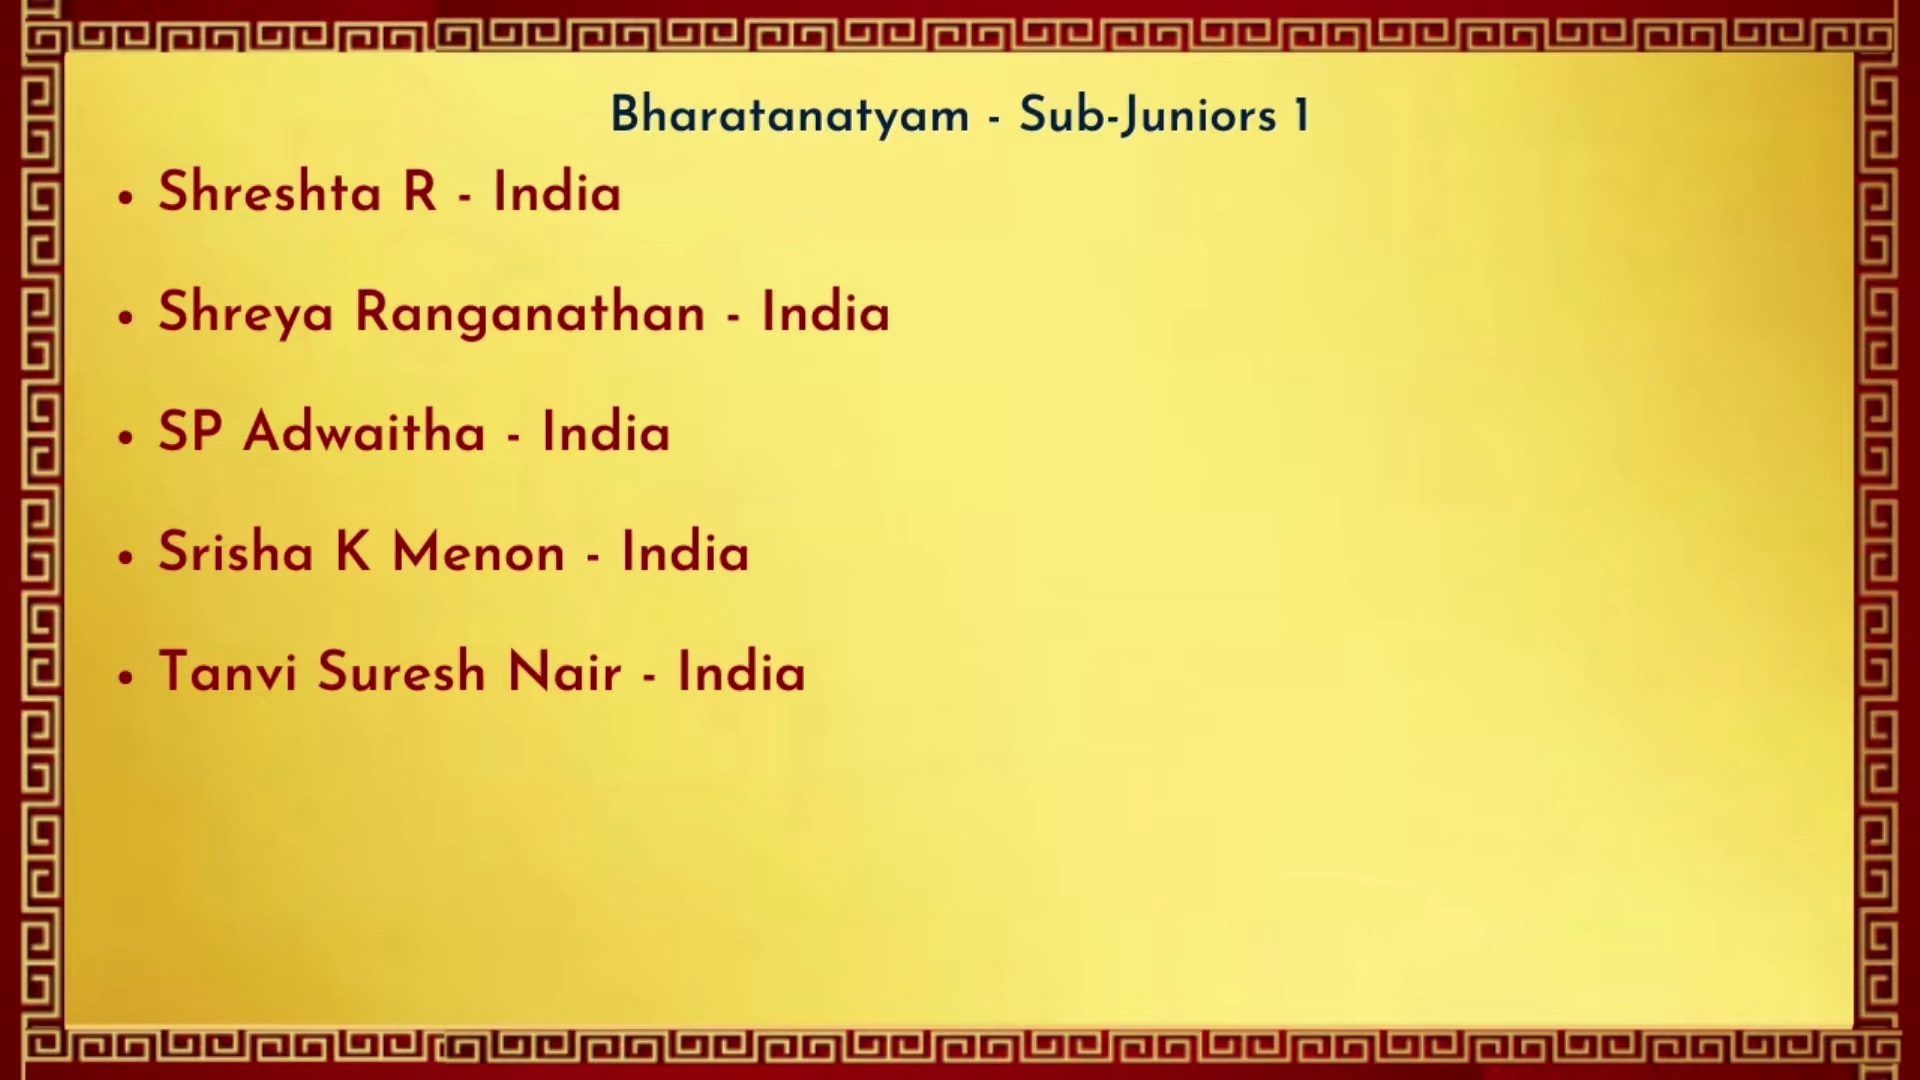 Bharatanatyam - Sub-Juniors 1
• Shreshta R - India
• Shreya Ranganathan - India
• SP Adwaitha - India
• Srisha K Menon - India
• Tanvi Suresh Nair - India